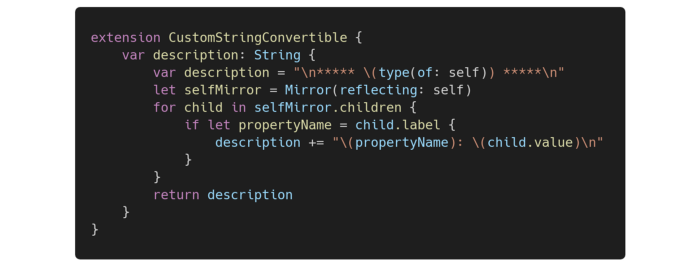 extension CustomStringConvertible {
    var description: String {
        var description = "\n***** \(type(of: self)) *****\n"
        let selfMirror = Mirror(reflecting: self)
        for child in selfMirror.children {
            if let propertyName = child.label {
                description += "\(propertyName): \(child.value)\n"
            }
        }
        return description
    }
}